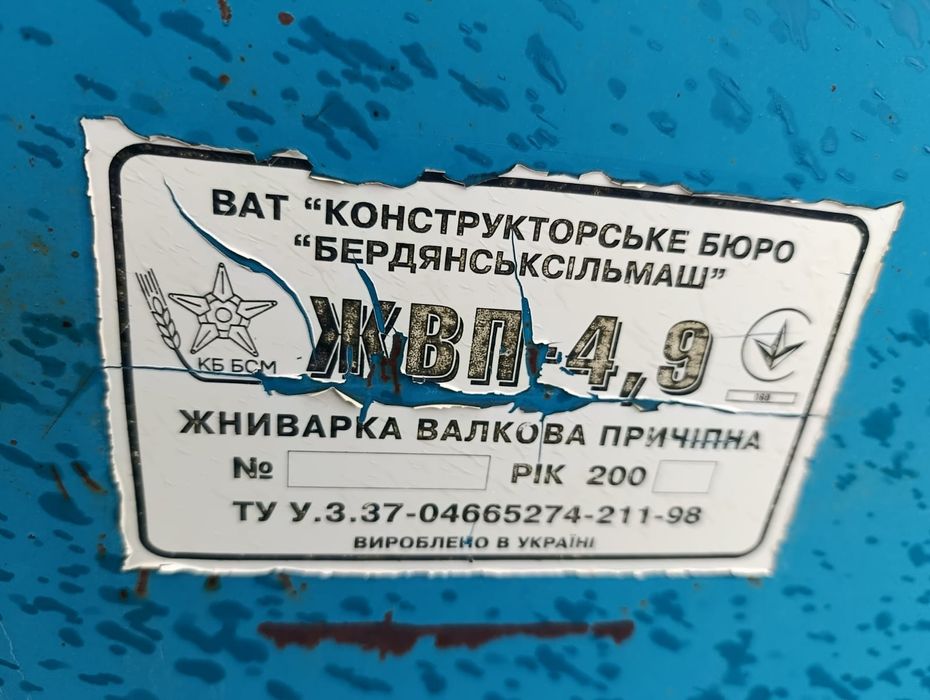 ВАТ “КОНСТРУКТОРСЬКЕ БЮРО
“БЕРДЯНСЬКСІЛЬМАШ”
КБ БСМ
ЖВП-4,9
ЖНИВАРКА ВАЛКОВА ПРИЧІПНА
№ РІК 200
ТУ У.3.37-04665274-211-98
ВИРОБЛЕНО В УКРАЇНІ